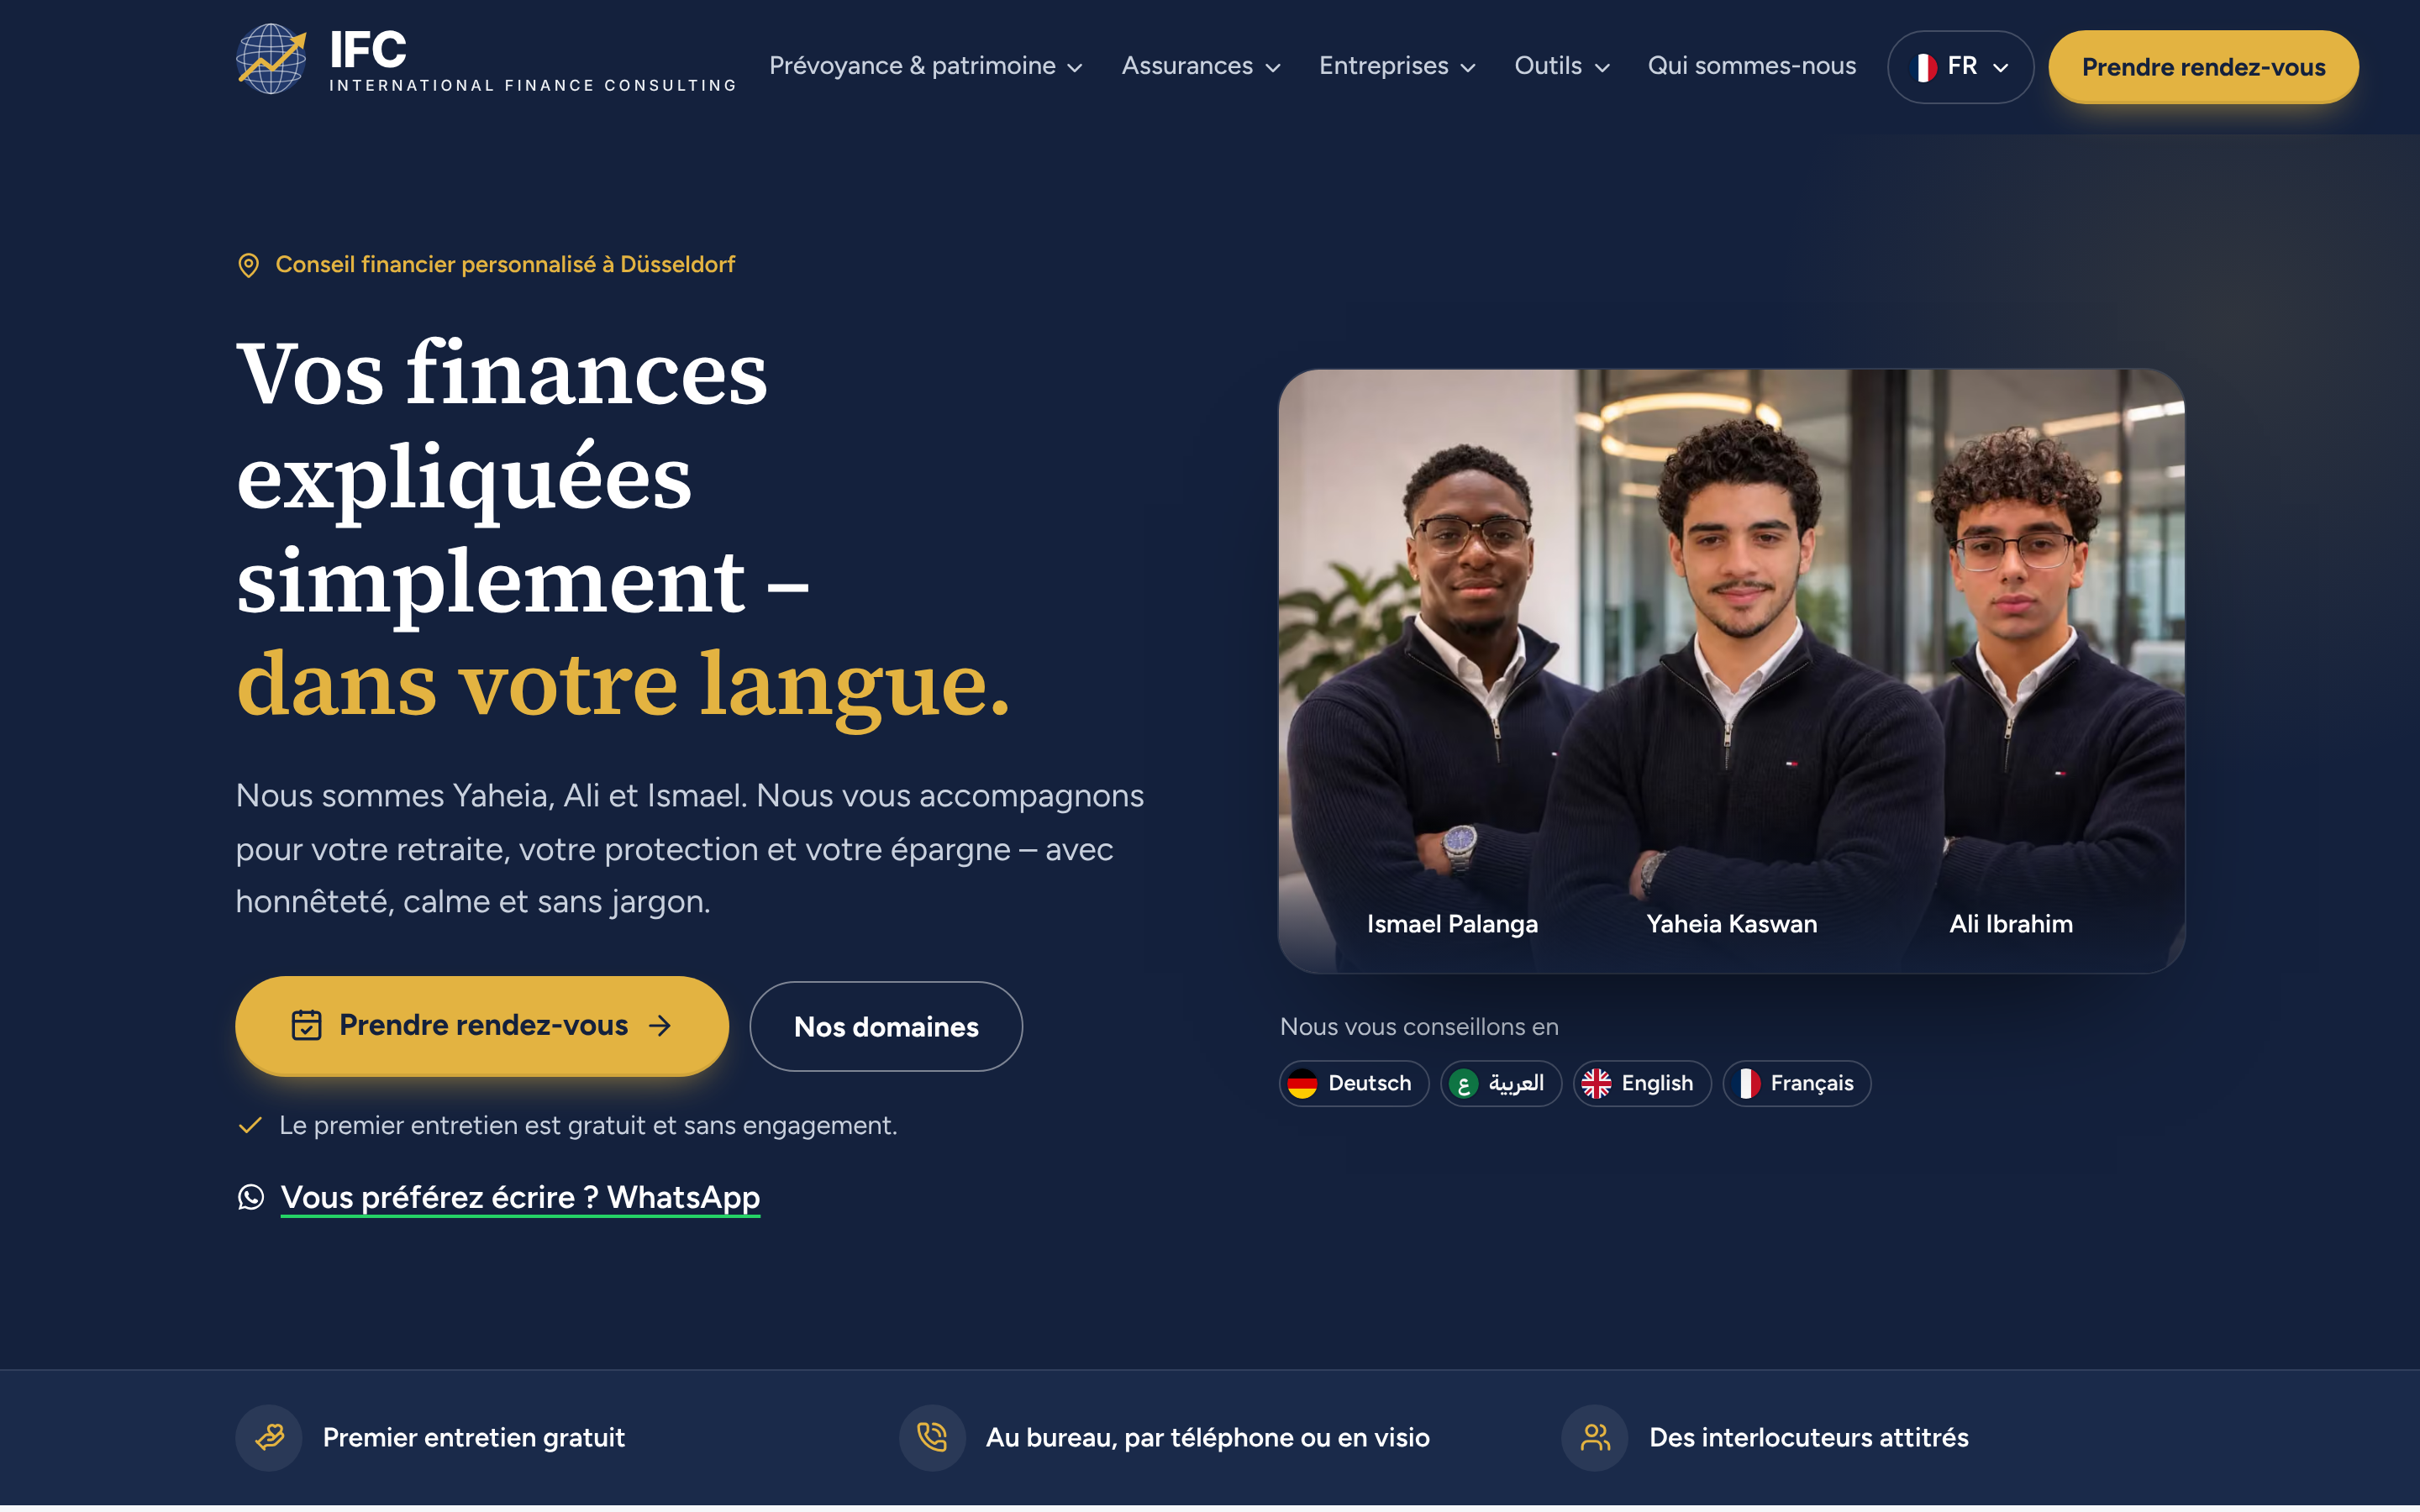 IFC
INTERNATIONAL FINANCE CONSULTING
Prévoyance & patrimoine
Assurances
Entreprises
Outils
Qui sommes-nous
FR
Prendre rendez-vous
Conseil financier personnalisé à Düsseldorf
Vos finances
expliquées
simplement –
dans votre langue.
Nous sommes Yaheia, Ali et Ismael. Nous vous accompagnons
pour votre retraite, votre protection et votre épargne – avec
honnêteté, calme et sans jargon.
Prendre rendez-vous
Nos domaines
Le premier entretien est gratuit et sans engagement.
Vous préférez écrire ? WhatsApp
Ismael Palanga
Yaheia Kaswan
Ali Ibrahim
Nous vous conseillons en
Deutsch
ع العربية
English
Français
Premier entretien gratuit
Au bureau, par téléphone ou en visio
Des interlocuteurs attitrés